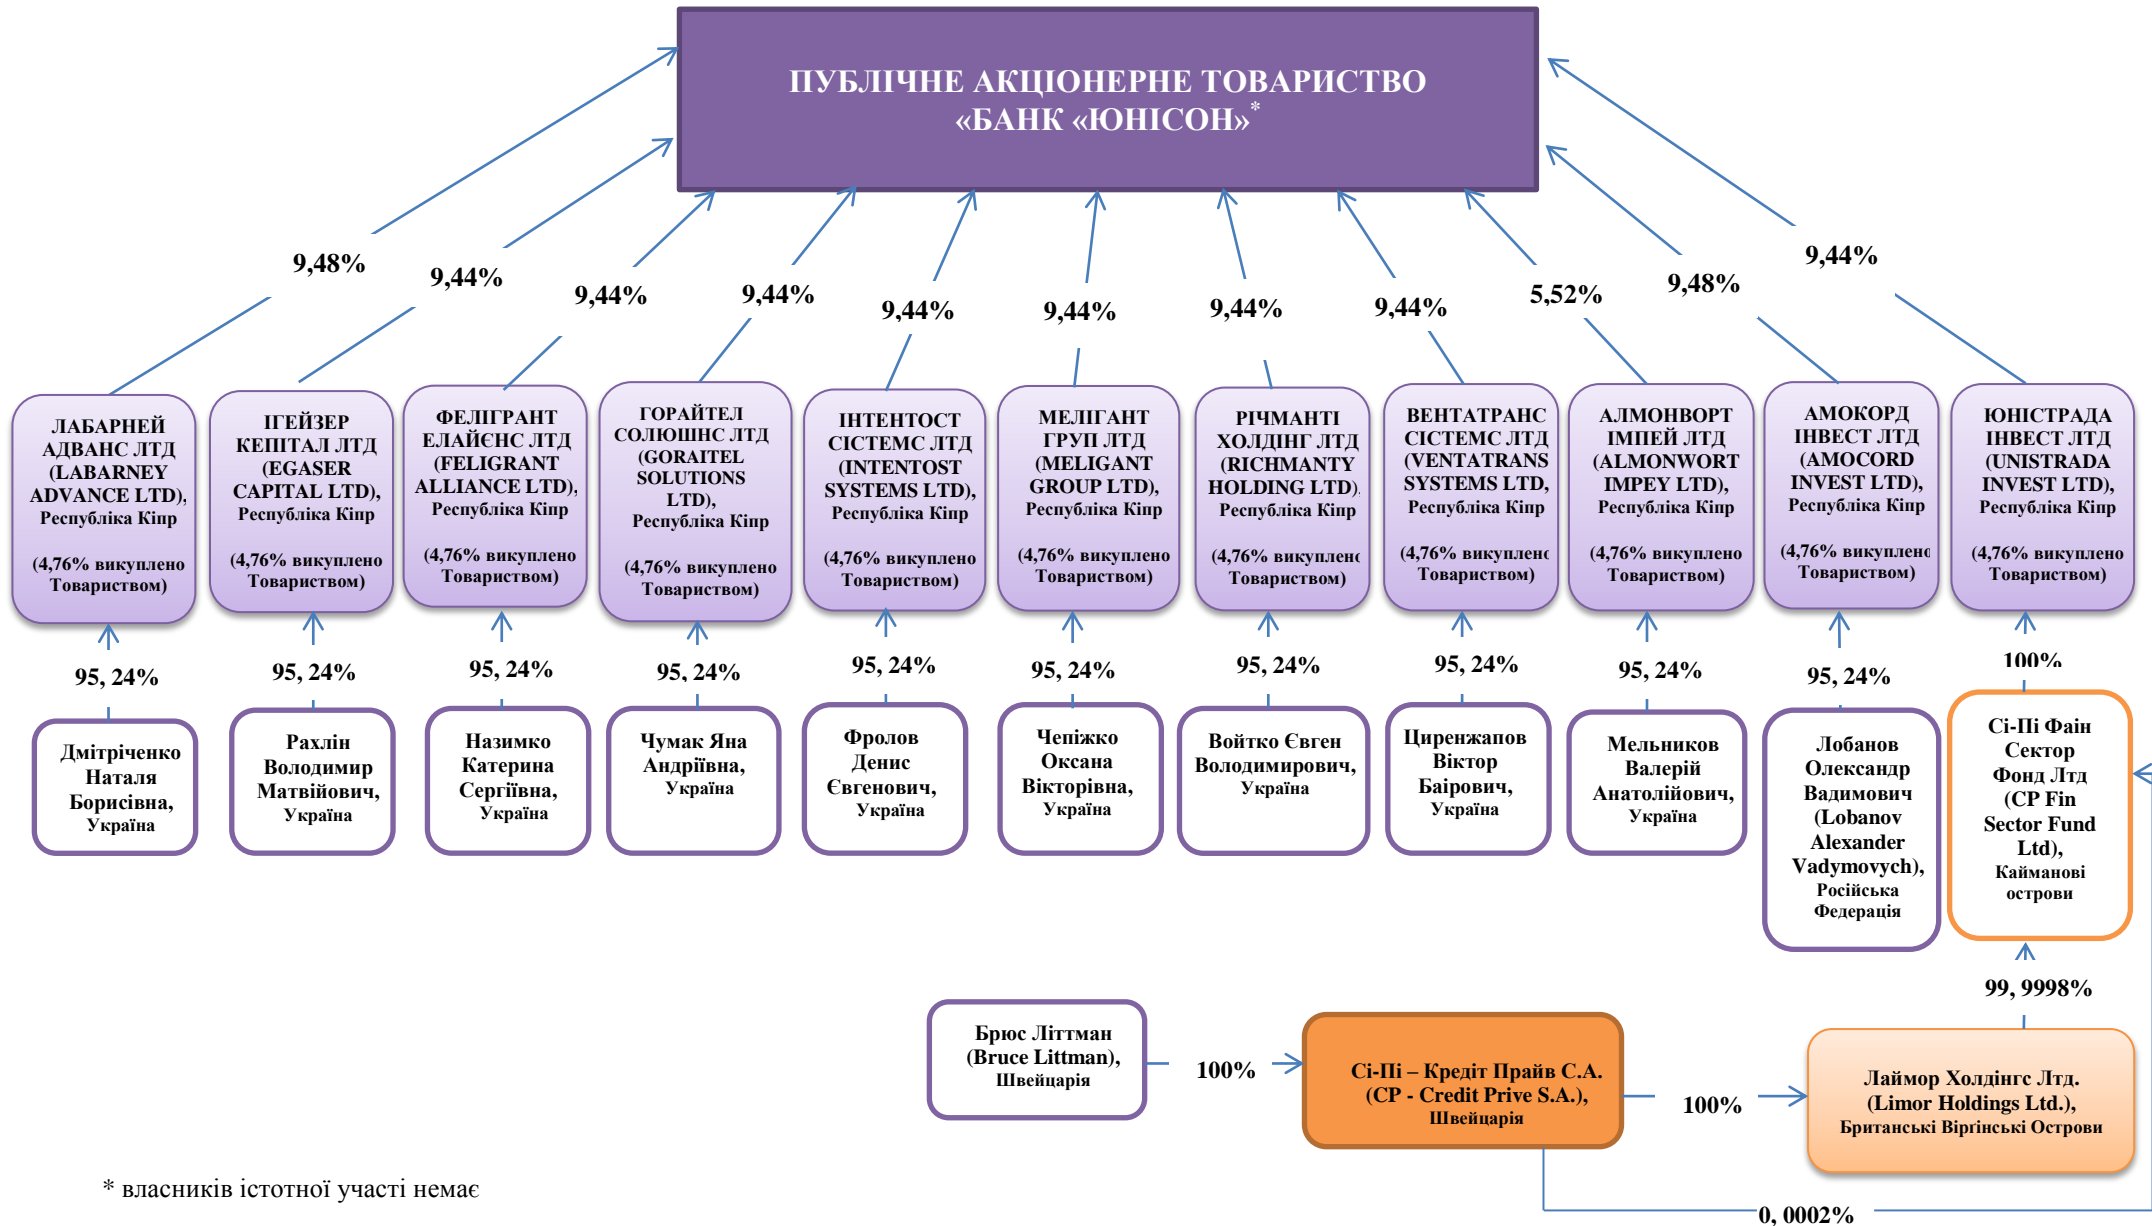 ПУБЛІЧНЕ АКЦІОНЕРНЕ ТОВАРИСТВО
«БАНК «ЮНІСОН»*
9,48%
9,44%
9,44%
9,44%
9,44%
9,44%
9,44%
9,44%
5,52%
9,48%
9,44%
ЛАБАРНЕЙ
АДВАНС ЛТД
(LABARNEY
ADVANCE LTD),
Республіка Кіпр
(4,76% викуплено
Товариством)
ІГЕЙЗЕР
КЕПІТАЛ ЛТД
(EGASER
CAPITAL LTD),
Республіка Кіпр
(4,76% викуплено
Товариством)
ФЕЛІГРАНТ
ЕЛАЙЄНС ЛТД
(FELIGRANT
ALLIANCE LTD),
Республіка Кіпр
(4,76% викуплено
Товариством)
ГОРАЙТЕЛ
СОЛЮШНС ЛТД
(GORAITEL
SOLUTIONS
LTD),
Республіка Кіпр
(4,76% викуплено
Товариством)
ІНТЕНТОСТ
СІСТЕМС ЛТД
(INTENTOST
SYSTEMS LTD),
Республіка Кіпр
(4,76% викуплено
Товариством)
МЕЛІГАНТ
ГРУП ЛТД
(MELIGANT
GROUP LTD),
Республіка Кіпр
(4,76% викуплено
Товариством)
РІЧМАНТІ
ХОЛДІНГ ЛТД
(RICHMANTY
HOLDING LTD),
Республіка Кіпр
(4,76% викуплено
Товариством)
ВЕНТАТРАНС
СІСТЕМС ЛТД
(VENTATRANS
SYSTEMS LTD,
Республіка Кіпр
(4,76% викуплено
Товариством)
АЛМОНВОРТ
ІМПЕЙ ЛТД
(ALMONWORT
IMPEY LTD),
Республіка Кіпр
(4,76% викуплено
Товариством)
АМОКОРД
ІНВЕСТ ЛТД
(AMOCORD
INVEST LTD),
Республіка Кіпр
(4,76% викуплено
Товариством)
ЮНІСТРАДА
ІНВЕСТ ЛТД
(UNISTRADA
INVEST LTD),
Республіка Кіпр
(4,76% викуплено
Товариством)
95, 24%
95, 24%
95, 24%
95, 24%
95, 24%
95, 24%
95, 24%
95, 24%
95, 24%
95, 24%
100%
Дмітріченко
Наталя
Борисівна,
Україна
Рахлін
Володимир
Матвійович,
Україна
Назимко
Катерина
Сергіївна,
Україна
Чумак Яна
Андріївна,
Україна
Фролов
Денис
Євгенович,
Україна
Чепіжко
Оксана
Вікторівна,
Україна
Войтко Євген
Володимирович,
Україна
Циренжапов
Віктор
Баірович,
Україна
Мельников
Валерій
Анатолійович,
Україна
Лобанов
Олександр
Вадимович
(Lobanov
Alexander
Vadymovych),
Російська
Федерація
Сі-Пі Фаін
Сектор
Фонд Лтд
(CP Fin
Sector Fund
Ltd),
Кайманові
острови
99, 9998%
Брюс Літтман
(Bruce Littman),
Швейцарія
100%
Сі-Пі – Кредіт Прайв С.А.
(CP - Credit Prive S.A.),
Швейцарія
100%
Лаймор Холдінгс Лтд.
(Limor Holdings Ltd.),
Британські Віргінські Острови
* власників істотної участі немає
0, 0002%